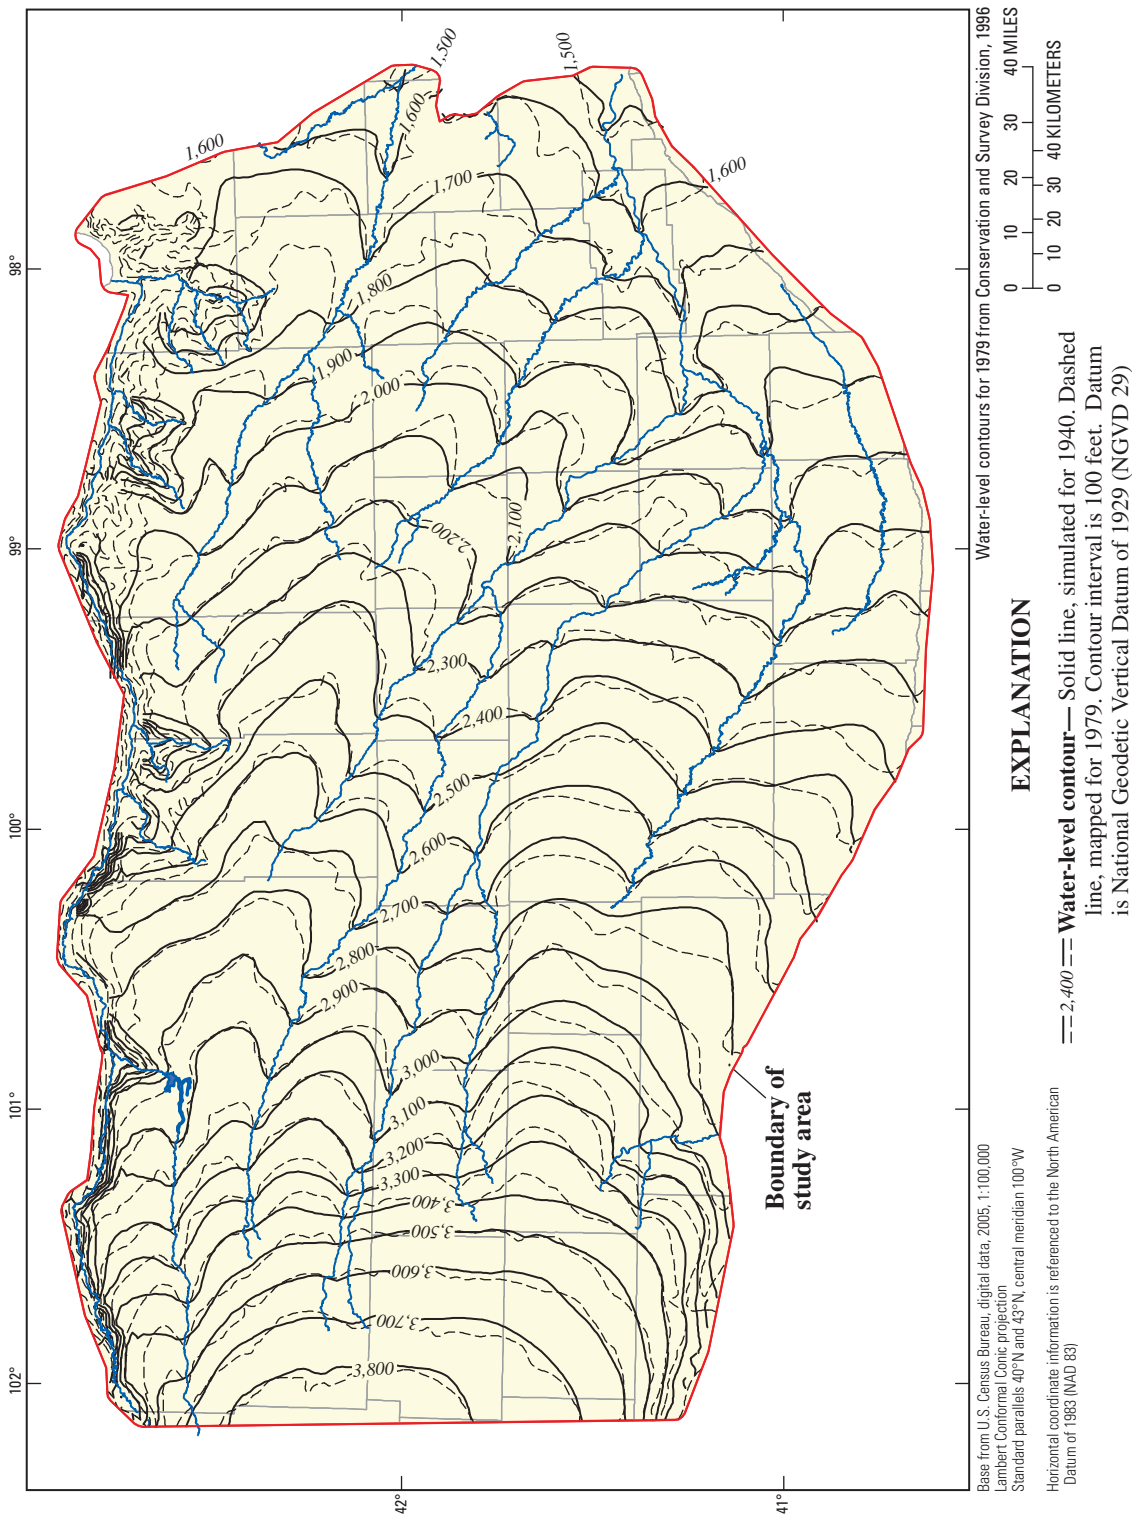 102°
101°
100°
99°
98°
42°
41°
1,600
1,500
1,600
1,500
1,600
1,700
1,800
1,900
2,000
2,100
2,200
2,300
2,400
2,500
2,600
2,700
2,800
2,900
3,000
3,100
3,200
3,300
3,400
3,500
3,600
3,700
3,800
Boundary of
study area
Base from U.S. Census Bureau, digital data, 2005, 1:100,000
Lambert Conformal Conic projection
Standard parallels 40°N and 43°N, central meridian 100°W
Horizontal coordinate information is referenced to the North American
Datum of 1983 (NAD 83)
Water-level contours for 1979 from Conservation and Survey Division, 1996
0 10 20 30 40 MILES
0 10 20 30 40 KILOMETERS
EXPLANATION
2,400 Water-level contour— Solid line, simulated for 1940. Dashed
line, mapped for 1979. Contour interval is 100 feet. Datum
is National Geodetic Vertical Datum of 1929 (NGVD 29)